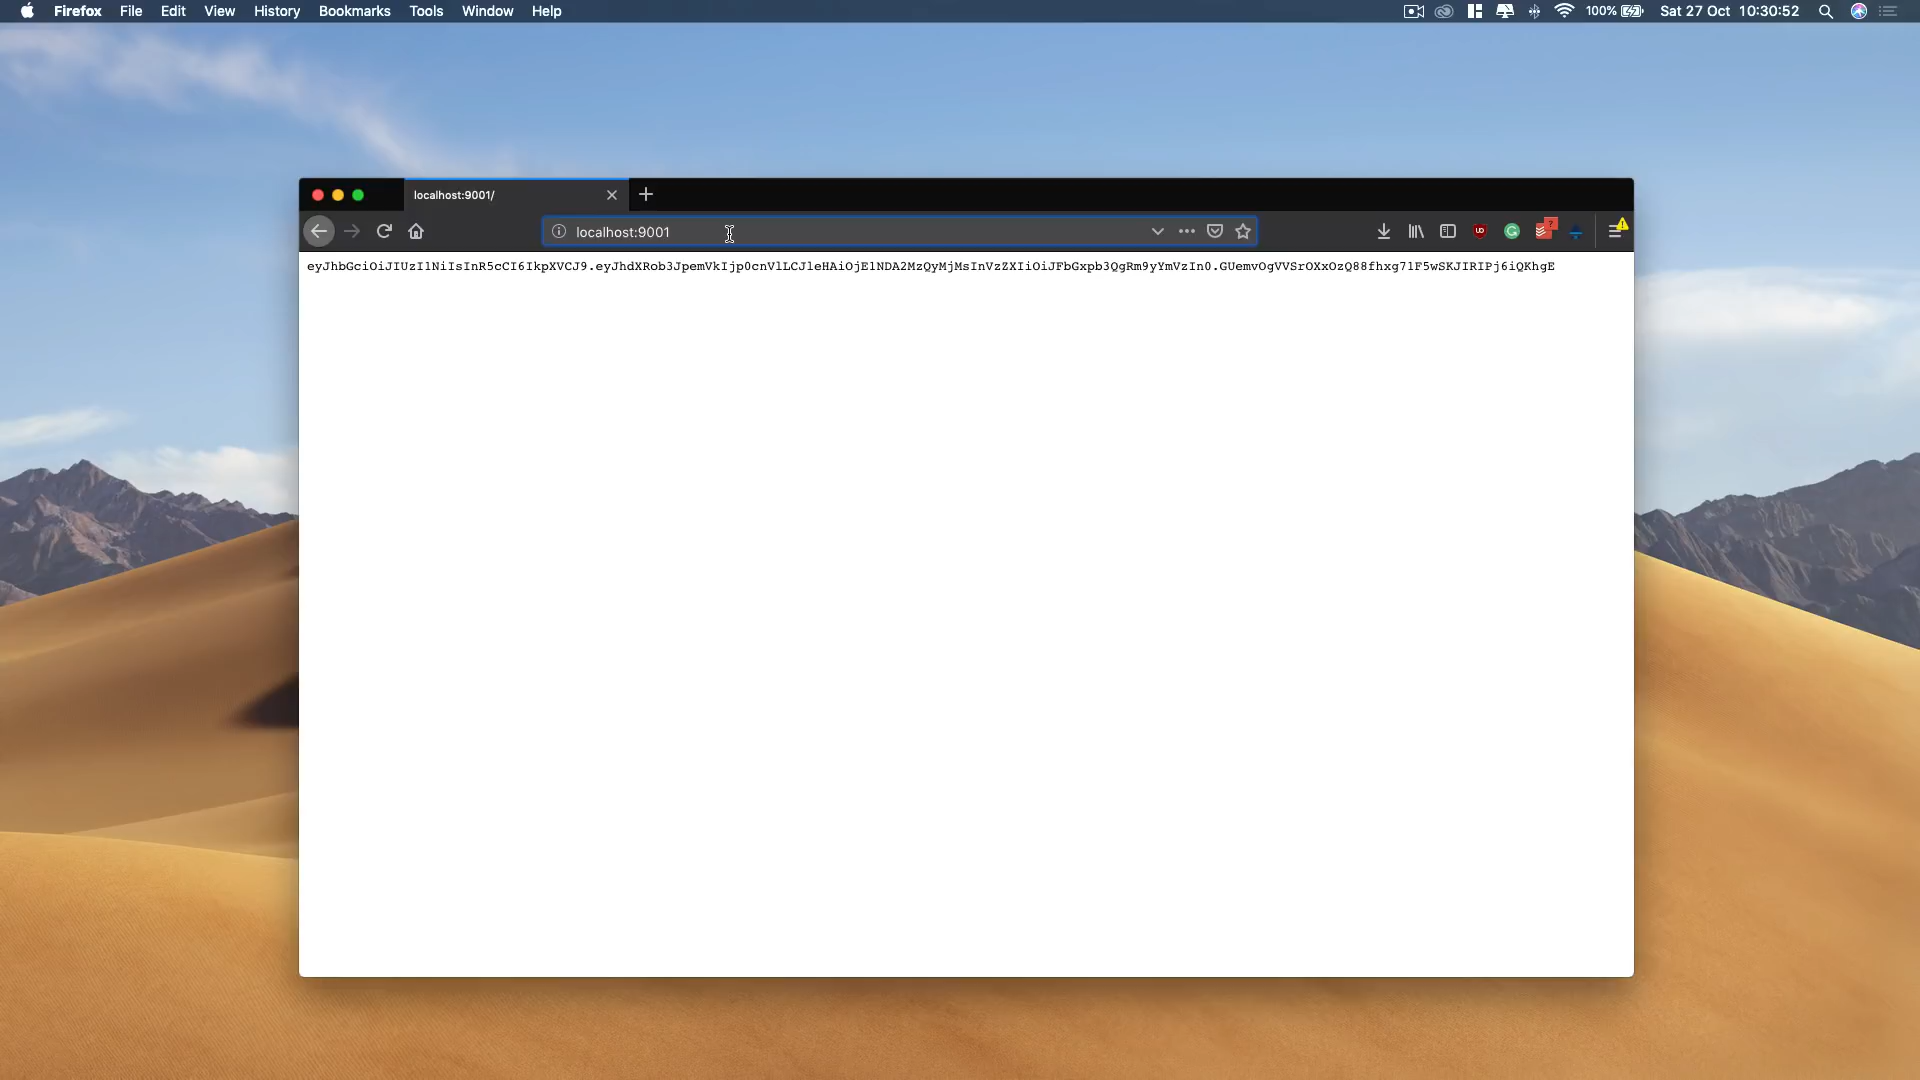 Firefox File Edit View History Bookmarks Tools Window Help 100% Sat 27 Oct 10:30:52
localhost:9001/
localhost:9001
eyJhbGciOiJIUzI1NiIsInR5cCI6IkpXVCJ9.eyJhdXRob3JpemVkIjp0cnVlLCJleHAiOjE1NDA2MzQyMjMsInVzZXIiOiJFbGxpb3QgRm9yYmVzIn0.GUemvOgVVSrOXxOzQ88fhxg71F5wSKJIRIPj6iQKhgE